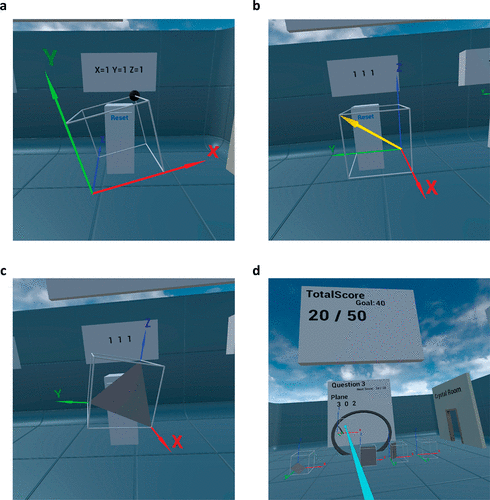 a
Y
X=1 Y=1 Z=1
Reset
X
b
1 1 1
Z
Reset
Y
X
c
1 1 1
Z
Reset
Y
X
d
TotalScore
Goal:40
20 / 50
Question 3
Plane
3 0 2
Crystal Room